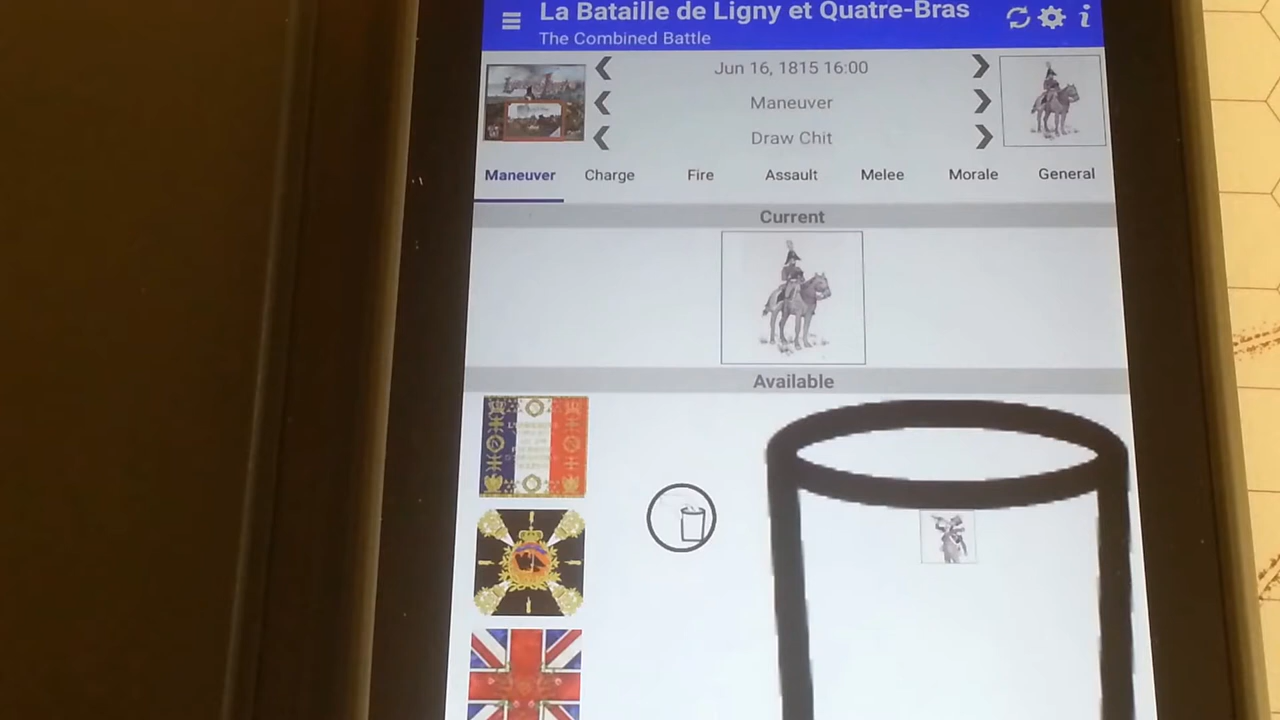 La Bataille de Ligny et Quatre-Bras
The Combined Battle
Jun 16, 1815 16:00
Maneuver
Draw Chit
Maneuver Charge Fire Assault Melee Morale General
Current
Available